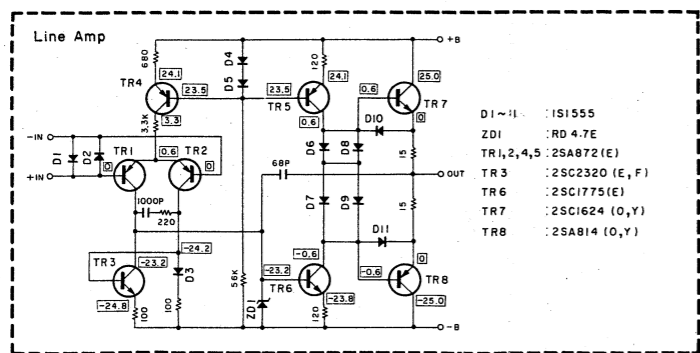 Line Amp
+B
680
D4
D5
120
TR4
24.1
23.5
23.5
24.1
TR5
0.6
25.0
TR7
0.6
3.3K
3.3
D10
0
-IN
D1
D2
+IN
TR1
0.6
TR2
0
D6
D8
15
68P
OUT
1000P
220
D7
D9
15
-24.2
TR3
-23.2
D3
-0.6
D11
0
-23.2
TR6
-0.6
TR8
-24.8
100
100
56K
ZD1
-23.8
120
-25.0
-B
: 1S1555
ZD1 : RD 4.7E
TR1,2,4,5 : 2SA872(E)
TR3 : 2SC2320 (E,F)
TR6 : 2SC1775(E)
TR7 : 2SC1624 (O,Y)
TR8 : 2SA814 (O,Y)